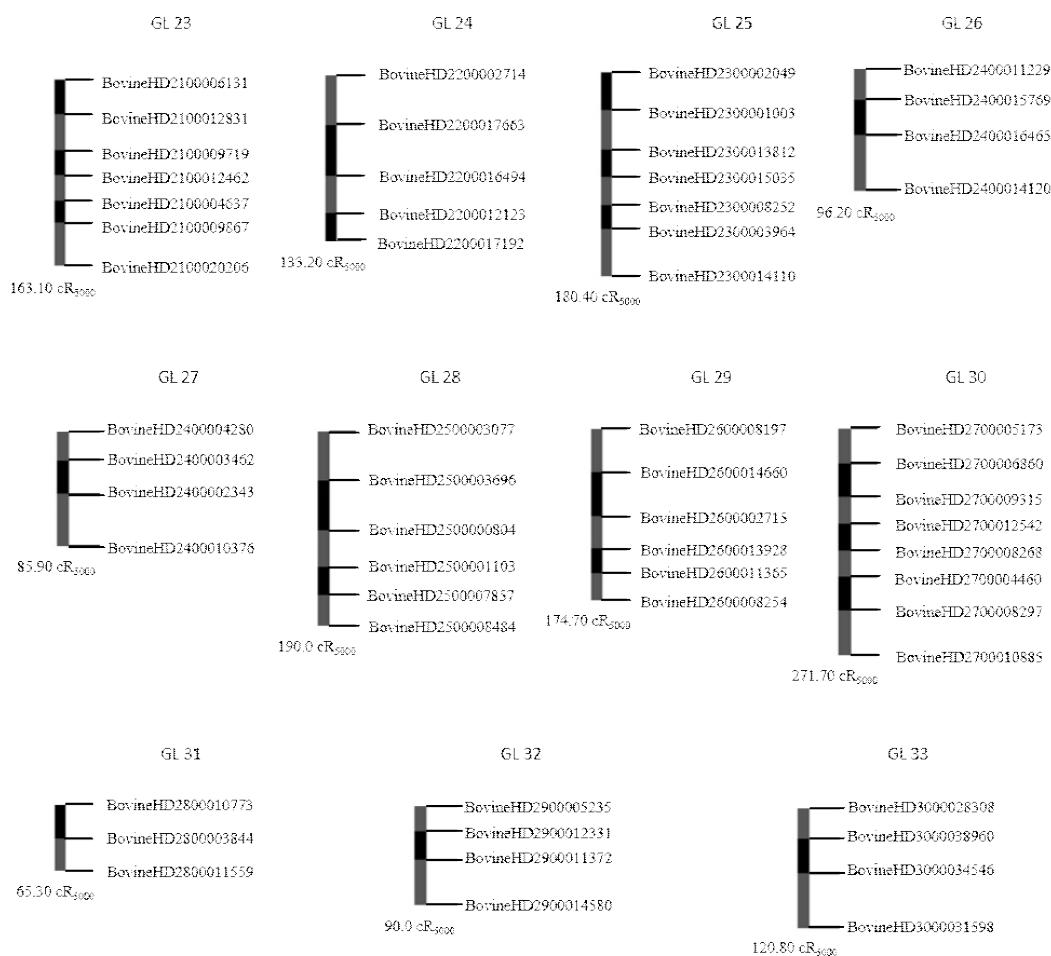 GL 23
BovineHD2100006131
BovineHD2100012831
BovineHD2100009719
BovineHD2100012462
BovineHD2100004637
BovineHD2100009867
BovineHD2100020206
163.10 cR5000
GL 24
BovineHD2200002714
BovineHD2200017663
BovineHD2200016494
BovineHD2200012123
BovineHD2200017192
133.20 cR5000
GL 25
BovineHD2300002049
BovineHD2300001003
BovineHD2300013812
BovineHD2300015035
BovineHD2300008252
BovineHD2300003964
BovineHD2300014110
180.40 cR5000
GL 26
BovineHD2400011229
BovineHD2400015769
BovineHD2400016465
BovineHD2400014120
96.20 cR5000
GL 27
BovineHD2400004280
BovineHD2400003462
BovineHD2400002343
BovineHD2400010376
85.90 cR5000
GL 28
BovineHD2500003077
BovineHD2500003696
BovineHD2500000804
BovineHD2500001103
BovineHD2500007857
BovineHD2500008484
190.0 cR5000
GL 29
BovineHD2600008197
BovineHD2600014660
BovineHD2600002715
BovineHD2600013928
BovineHD2600011365
BovineHD2600008254
174.70 cR5000
GL 30
BovineHD2700005173
BovineHD2700006860
BovineHD2700009315
BovineHD2700012542
BovineHD2700008268
BovineHD2700004460
BovineHD2700008297
BovineHD2700010885
271.70 cR5000
GL 31
BovineHD2800010773
BovineHD2800003844
BovineHD2800011559
65.30 cR5000
GL 32
BovineHD2900005235
BovineHD2900012331
BovineHD2900011372
BovineHD2900014580
90.0 cR5000
GL 33
BovineHD3000028308
BovineHD3000038960
BovineHD3000034546
BovineHD3000031598
120.80 cR5000